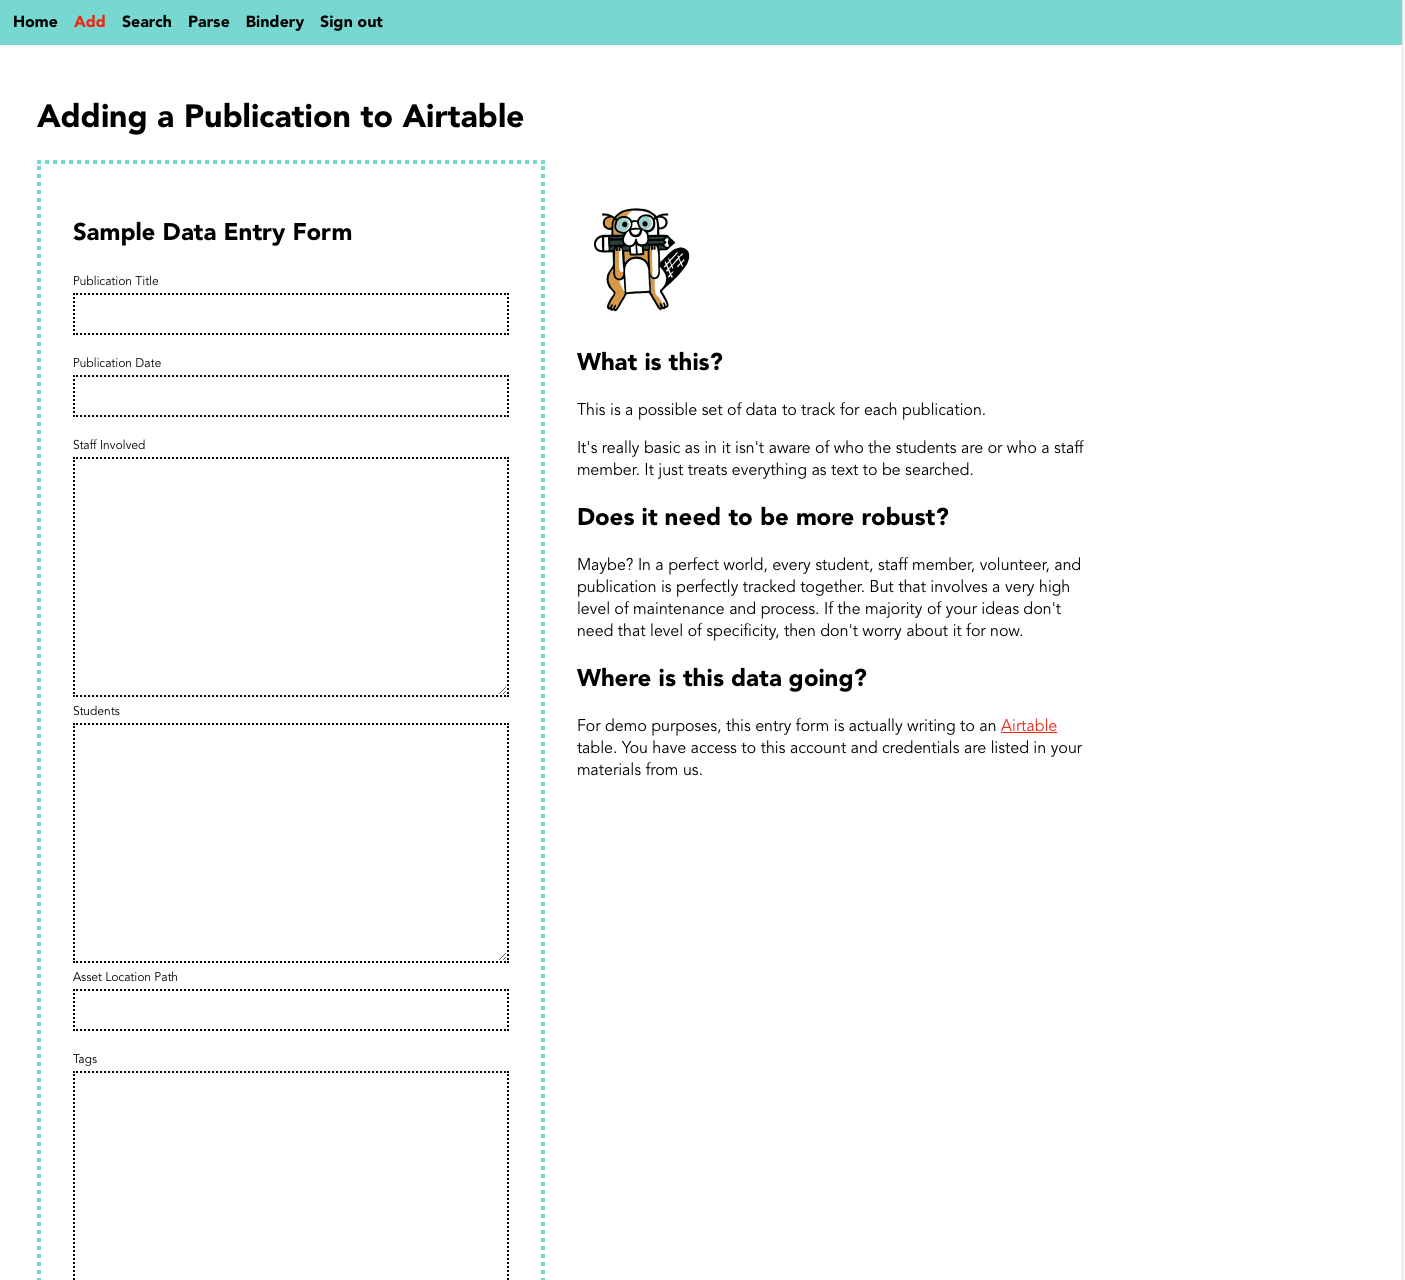 Home Add Search Parse Bindery Sign out
Adding a Publication to Airtable
Sample Data Entry Form
Publication Title
Publication Date
Staff Involved
Students
Asset Location Path
Tags
What is this?
This is a possible set of data to track for each publication.
It's really basic as in it isn't aware of who the students are or who a staff
member. It just treats everything as text to be searched.
Does it need to be more robust?
Maybe? In a perfect world, every student, staff member, volunteer, and
publication is perfectly tracked together. But that involves a very high
level of maintenance and process. If the majority of your ideas don't
need that level of specificity, then don't worry about it for now.
Where is this data going?
For demo purposes, this entry form is actually writing to an Airtable
table. You have access to this account and credentials are listed in your
materials from us.